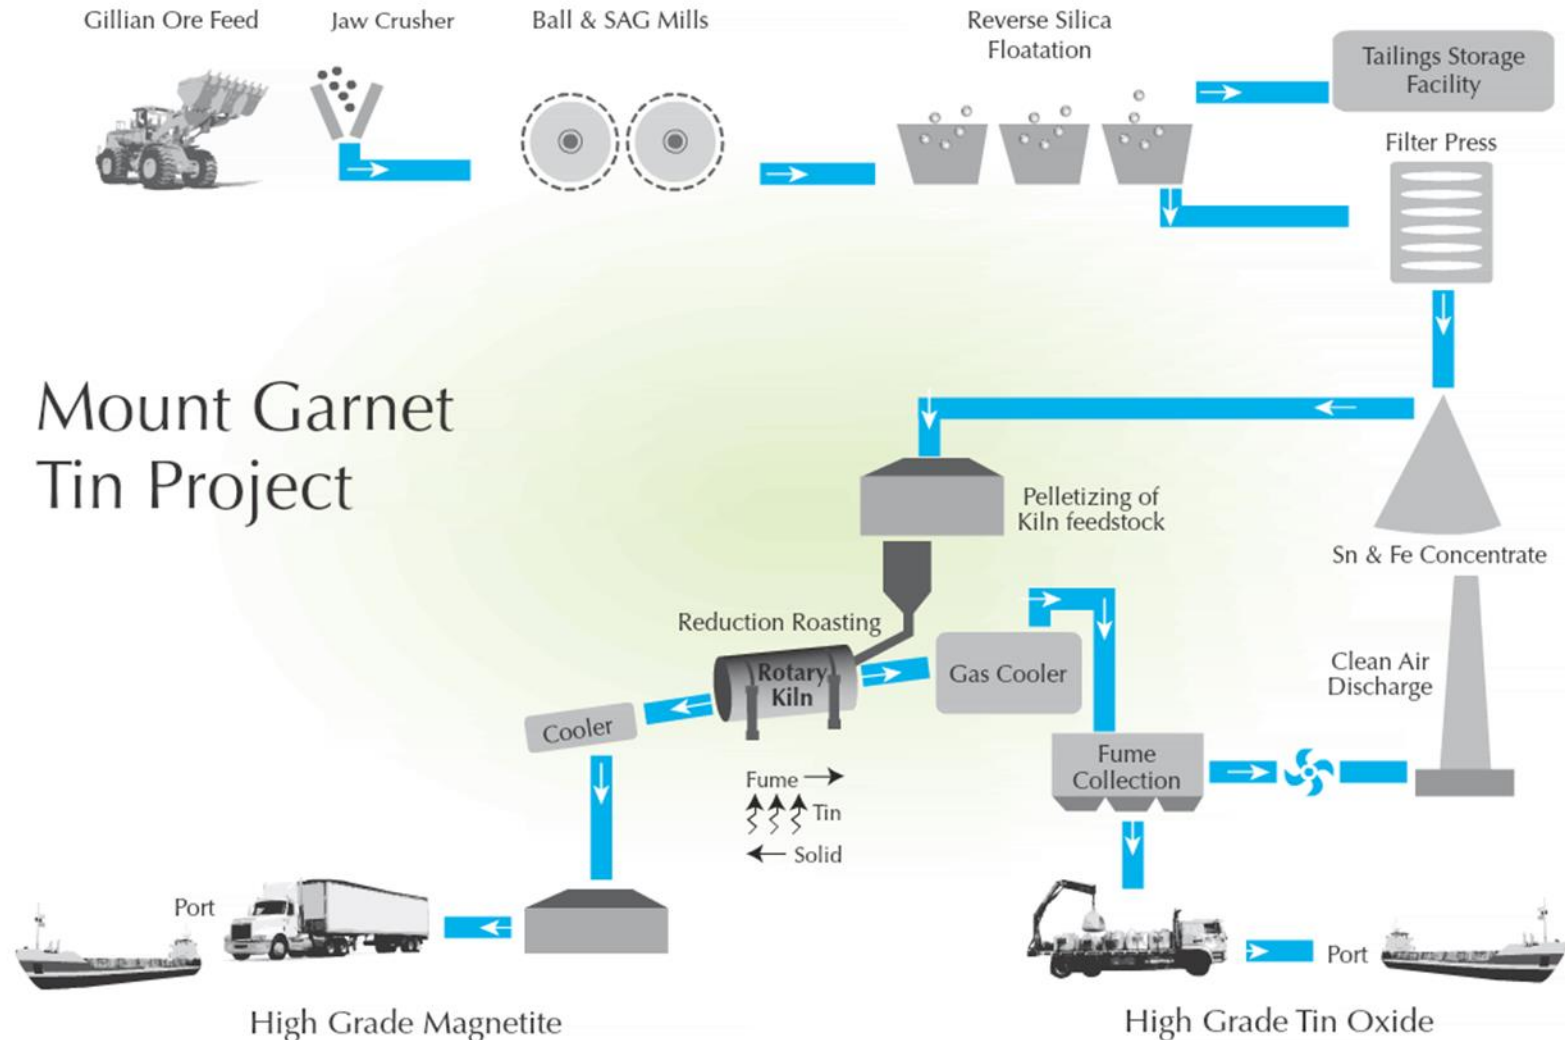 Gillian Ore Feed
Jaw Crusher
Ball & SAG Mills
Reverse Silica
Floatation
Tailings Storage
Facility
Filter Press
Mount Garnet
Tin Project
Pelletizing of
Kiln feedstock
Sn & Fe Concentrate
Reduction Roasting
Rotary
Kiln
Gas Cooler
Clean Air
Discharge
Cooler
Fume
Collection
Fume
Tin
Solid
Port
Port
High Grade Magnetite
High Grade Tin Oxide